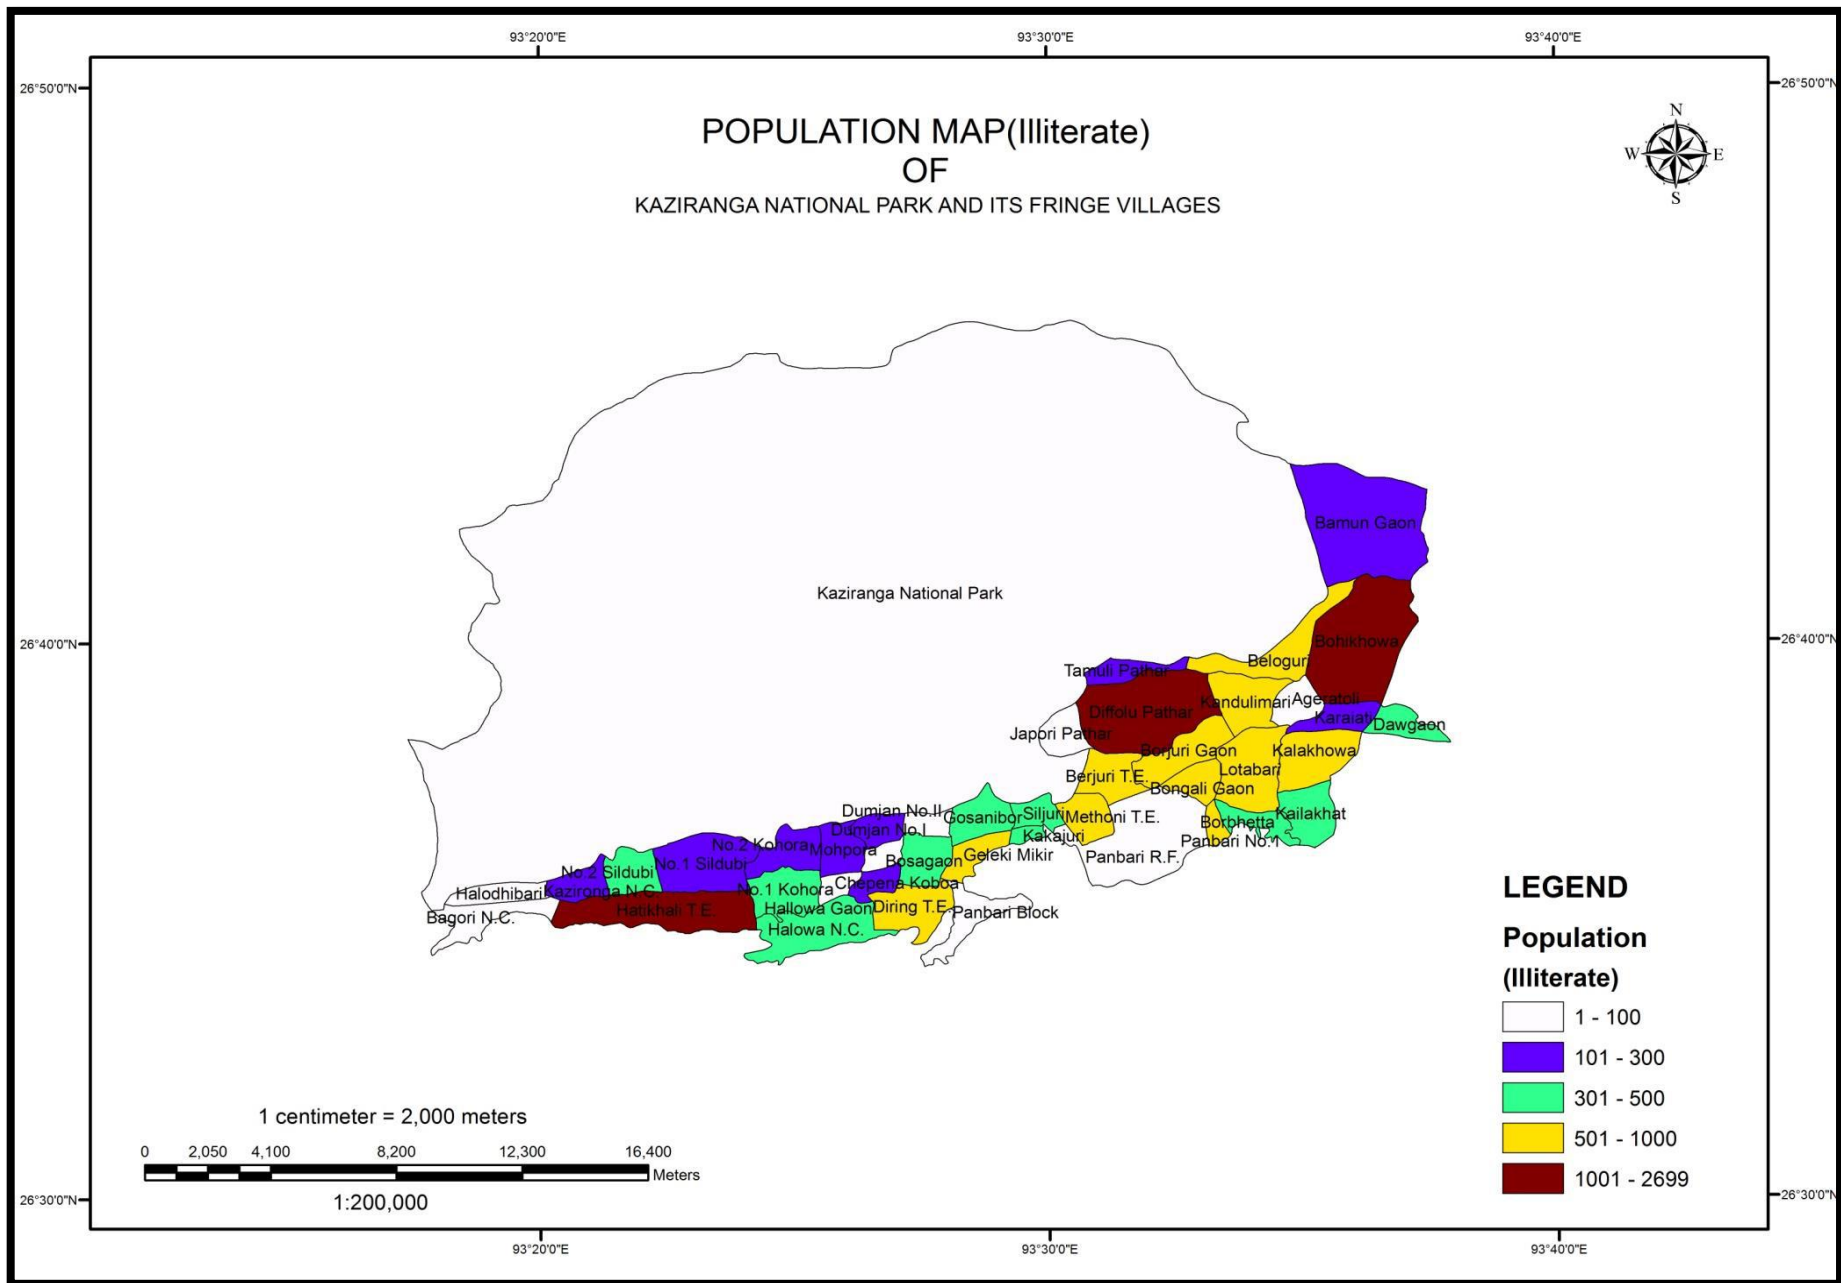 93°20'0"E
93°30'0"E
93°40'0"E
26°50'0"N
26°50'0"N
POPULATION MAP(Illiterate)
OF
KAZIRANGA NATIONAL PARK AND ITS FRINGE VILLAGES
N
W
E
S
Bamun Gaon
Kaziranga National Park
26°40'0"N
26°40'0"N
Bohikhowa
Beloguri
Tamuli Pathar
Ageratoli
Kandulimari
Diffolu Pathar
Karaiati
Dawgaon
Japori Pathar
Borjuri Gaon
Kalakhowa
Lotabari
Berjuri T.E.
Bongali Gaon
Dumjan No.II
Gosanibor
Siljuri
Methoni T.E.
Borbhetta
Kailakhat
Dumjan No.I
Kakajuri
Panbari No.1
No.2 Kohora
Mohpora
Geleki Mikir
Panbari R.F.
No.1 Sildubi
Bosagaon
No.2 Sildubi
Chepena Koboa
Halodhibari
Kazironga N.C.
No.1 Kohora
Hatikhali T.E.
Hallowa Gaon
Diring T.E.
Panbari Block
Bagori N.C.
Halowa N.C.
LEGEND
Population
(Illiterate)
1 - 100
101 - 300
301 - 500
501 - 1000
1001 - 2699
1 centimeter = 2,000 meters
0 2,050 4,100 8,200 12,300 16,400
Meters
1:200,000
26°30'0"N
26°30'0"N
93°20'0"E
93°30'0"E
93°40'0"E